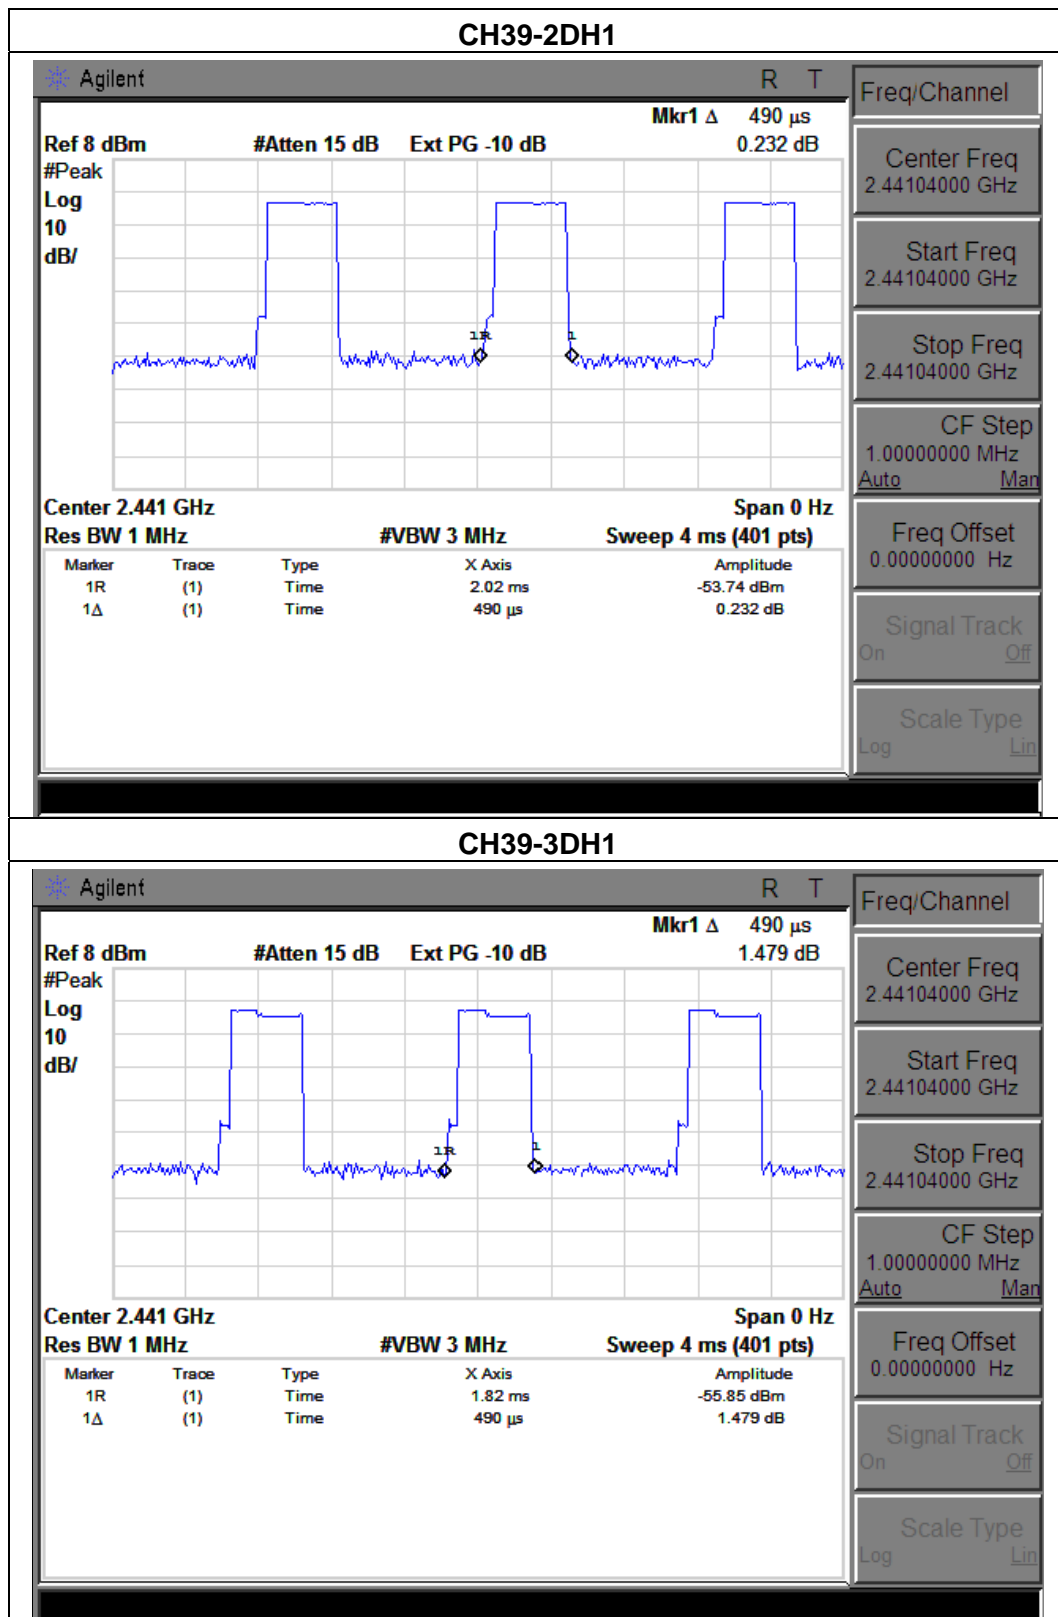 CH39-2DH1
Agilent R T
Mkr1 Δ 490 μs
Ref 8 dBm #Atten 15 dB Ext PG -10 dB 0.232 dB
#Peak
Log
10
dB/
1R
1
Center 2.441 GHz Span 0 Hz
Res BW 1 MHz #VBW 3 MHz Sweep 4 ms (401 pts)
Marker Trace Type X Axis Amplitude
1R (1) Time 2.02 ms -53.74 dBm
1Δ (1) Time 490 μs 0.232 dB
Freq/Channel
Center Freq
2.44104000 GHz
Start Freq
2.44104000 GHz
Stop Freq
2.44104000 GHz
CF Step
1.00000000 MHz
Auto Man
Freq Offset
0.00000000 Hz
Signal Track
On Off
Scale Type
Log Lin
CH39-3DH1
Agilent R T
Mkr1 Δ 490 μs
Ref 8 dBm #Atten 15 dB Ext PG -10 dB 1.479 dB
#Peak
Log
10
dB/
1R
1
Center 2.441 GHz Span 0 Hz
Res BW 1 MHz #VBW 3 MHz Sweep 4 ms (401 pts)
Marker Trace Type X Axis Amplitude
1R (1) Time 1.82 ms -55.85 dBm
1Δ (1) Time 490 μs 1.479 dB
Freq/Channel
Center Freq
2.44104000 GHz
Start Freq
2.44104000 GHz
Stop Freq
2.44104000 GHz
CF Step
1.00000000 MHz
Auto Man
Freq Offset
0.00000000 Hz
Signal Track
On Off
Scale Type
Log Lin